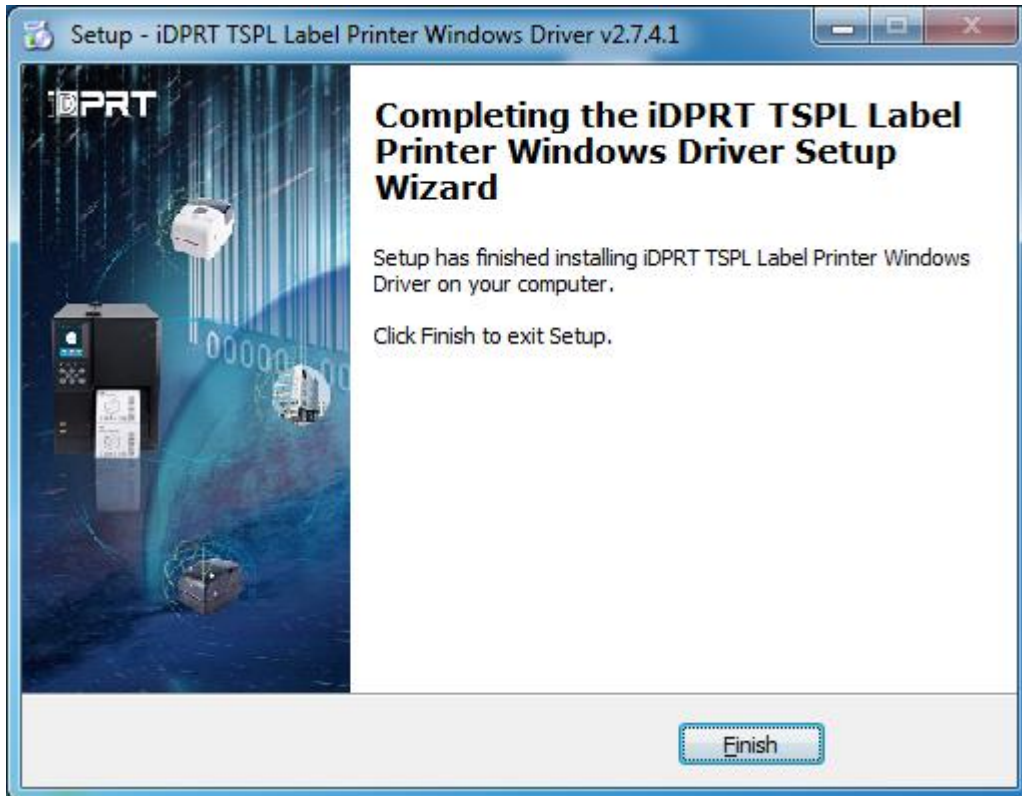 Setup - iDPRT TSPL Label Printer Windows Driver v2.7.4.1
iDPRT
Completing the iDPRT TSPL Label
Printer Windows Driver Setup
Wizard
Setup has finished installing iDPRT TSPL Label Printer Windows
Driver on your computer.
Click Finish to exit Setup.
Finish